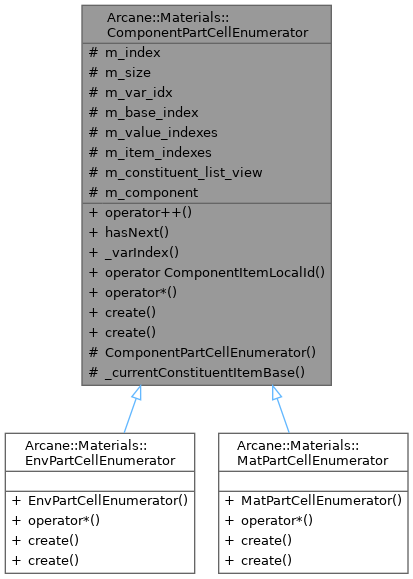 Arcane::Materials::
ComponentPartCellEnumerator
# m_index
# m_size
# m_var_idx
# m_base_index
# m_value_indexes
# m_item_indexes
# m_constituent_list_view
# m_component
+ operator++()
+ hasNext()
+ _varIndex()
+ operator ComponentItemLocalId()
+ operator*()
+ create()
+ create()
# ComponentPartCellEnumerator()
# _currentConstituentItemBase()
Arcane::Materials::
EnvPartCellEnumerator
+ EnvPartCellEnumerator()
+ operator*()
+ create()
+ create()
Arcane::Materials::
MatPartCellEnumerator
+ MatPartCellEnumerator()
+ operator*()
+ create()
+ create()